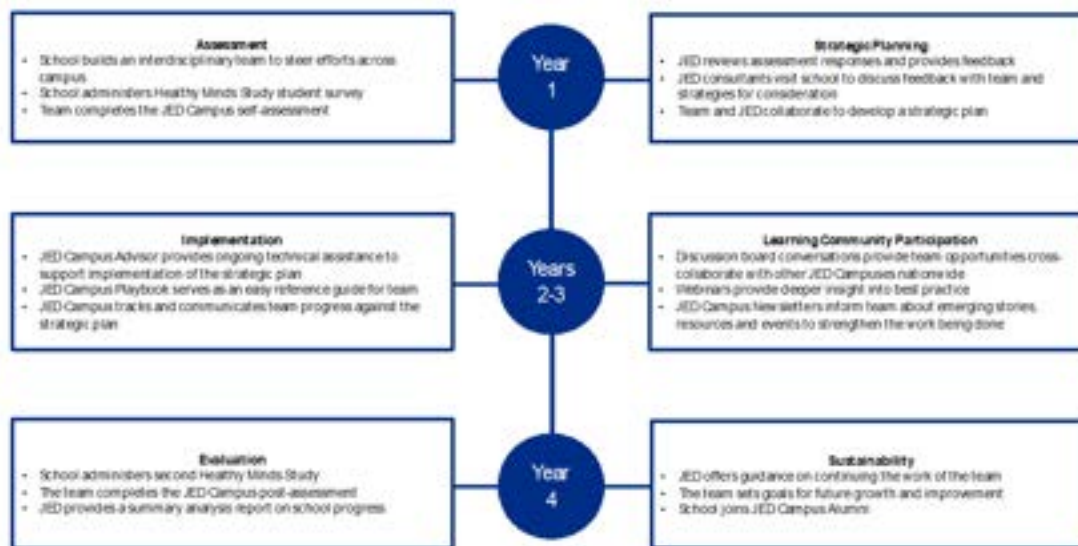 Assessment
• School builds an interdisciplinary team to steer efforts across
campus
• School administers Healthy Minds Study student survey
• Team completes the JED Campus self-assessment
Year
1
Strategic Planning
• JED reviews assessment responses and provides feedback
• JED consultants visit school to discuss feedback with team and
strategies for consideration
• Team and JED collaborate to develop a strategic plan
Implementation
• JED Campus Advisor provides ongoing technical assistance to
support implementation of the strategic plan
• JED Campus Playbook serves as an easy reference guide for team
• JED Campus tracks and communicates team progress against the
strategic plan
Years
2-3
Learning Community Participation
• Discussion board conversations provide team opportunities cross-
collaborate with other JED Campuses nationwide
• Webinars provide deeper insight into best practice
• JED Campus Newsletters inform team about emerging stories,
resources and events to strengthen the work being done
Evaluation
• School administers second Healthy Minds Study
• The team completes the JED Campus post-assessment
• JED provides a summary analysis report on school progress
Year
4
Sustainability
• JED offers guidance on continuing the work of the team
• The team sets goals for future growth and improvement
• School joins JED Campus Alumni